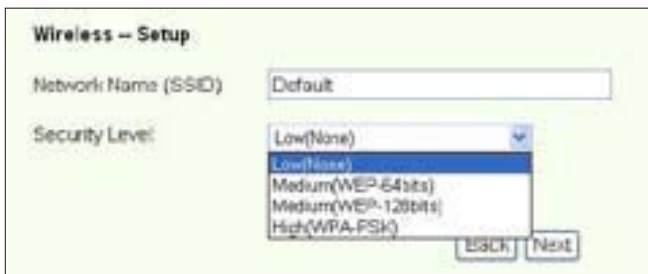 Wireless -- Setup
Network Name (SSID) Default
Security Level: Low(None)
Low(None)
Medium(WEP-64bits)
Medium(WEP-128bits)
High(WPA-PSK)
Back Next